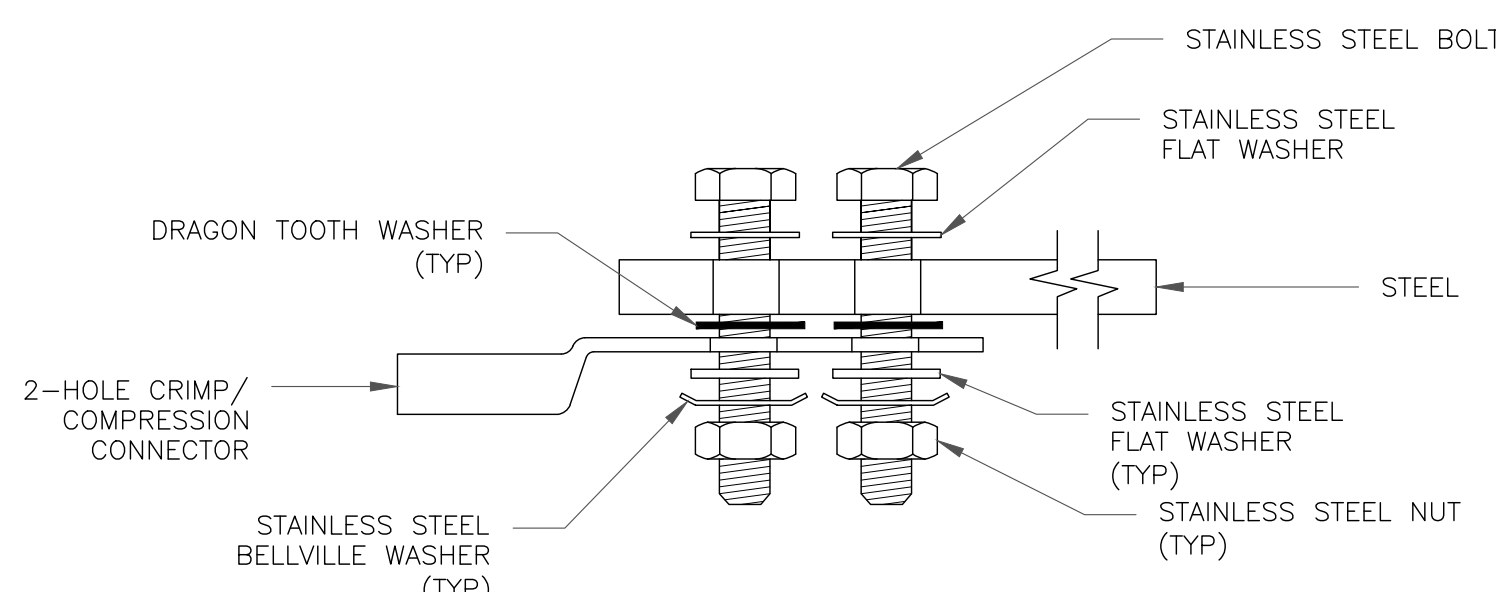 STAINLESS STEEL BOLT
STAINLESS STEEL
FLAT WASHER
DRAGON TOOTH WASHER
(TYP)
STEEL
2-HOLE CRIMP/
COMPRESSION
CONNECTOR
STAINLESS STEEL
FLAT WASHER
(TYP)
STAINLESS STEEL NUT
(TYP)
STAINLESS STEEL
BELLVILLE WASHER
(TYP)